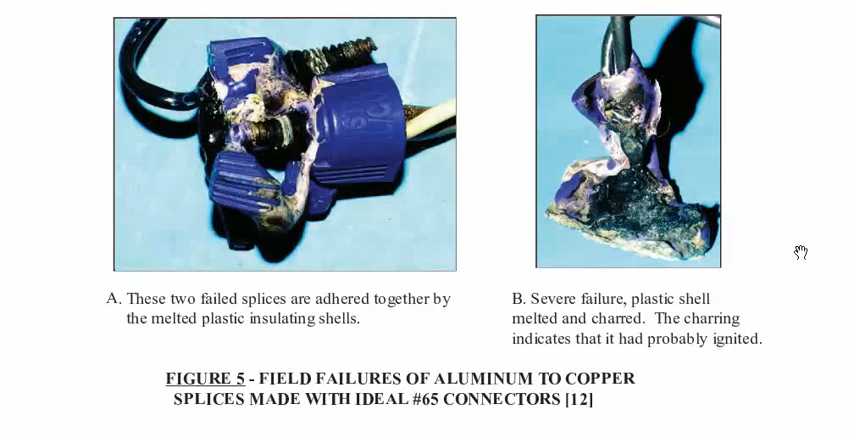 A. These two failed splices are adhered together by
the melted plastic insulating shells.
B. Severe failure, plastic shell
melted and charred. The charring
indicates that it had probably ignited.
FIGURE 5 - FIELD FAILURES OF ALUMINUM TO COPPER
SPLICES MADE WITH IDEAL #65 CONNECTORS [12]